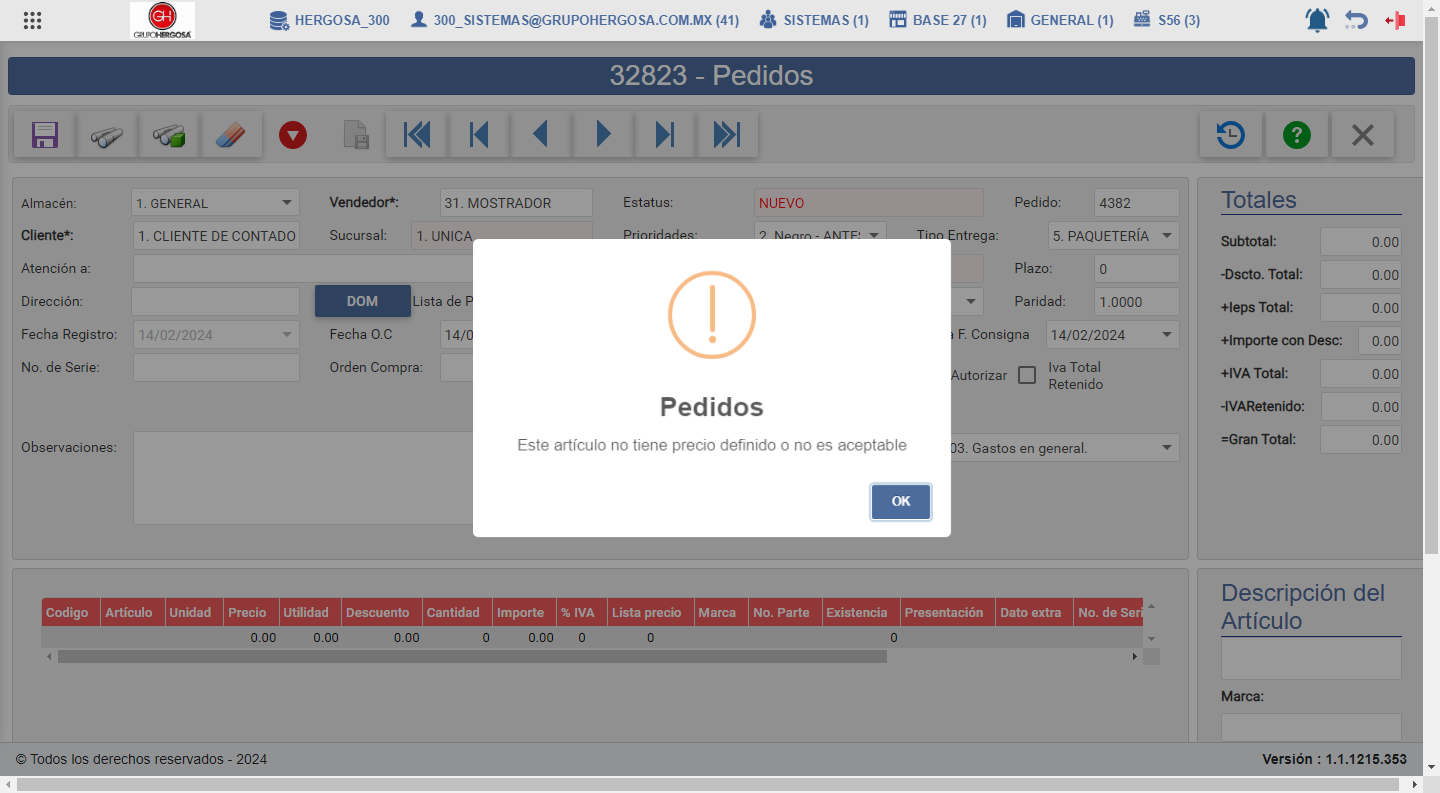 GH
GRUPOHERGOSA
HERGOSA_300
300_SISTEMAS@GRUPOHERGOSA.COM.MX (41)
SISTEMAS (1)
BASE 27 (1)
GENERAL (1)
S56 (3)
32823 - Pedidos
Almacén: 1. GENERAL Vendedor*: 31. MOSTRADOR Estatus: NUEVO Pedido: 4382
Cliente*: 1. CLIENTE DE CONTADO Sucursal: 1. UNICA Prioridades: 2. Negro - Tipo Entrega: 5. PAQUETERÍA
Atención a: Plazo: 0
Dirección: DOM Lista de Paridad: 1.0000
Fecha Registro: 14/02/2024 Fecha O.C 14/0 F. Consigna 14/02/2024
No. de Serie: Orden Compra: Autorizar Iva Total
Retenido
Observaciones: 03. Gastos en general.
Totales
Subtotal: 0.00
-Dscto. Total: 0.00
+Ieps Total: 0.00
+Importe con Desc: 0.00
+IVA Total: 0.00
-IVARetenido: 0.00
=Gran Total: 0.00
Pedidos
Este artículo no tiene precio definido o no es aceptable
OK
Codigo Artículo Unidad Precio Utilidad Descuento Cantidad Importe % IVA Lista precio Marca No. Parte Existencia Presentación Dato extra No. de Seri
0.00 0.00 0.00 0 0.00 0 0 0
Descripción del
Artículo
Marca:
© Todos los derechos reservados - 2024
Versión : 1.1.1215.353